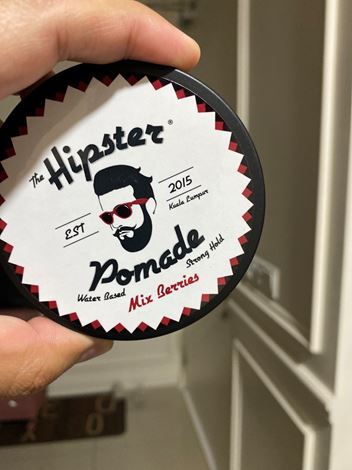 The Hipster®
EST 2015
Kuala Lumpur
Pomade
Water Based Strong Hold
Mix Berries